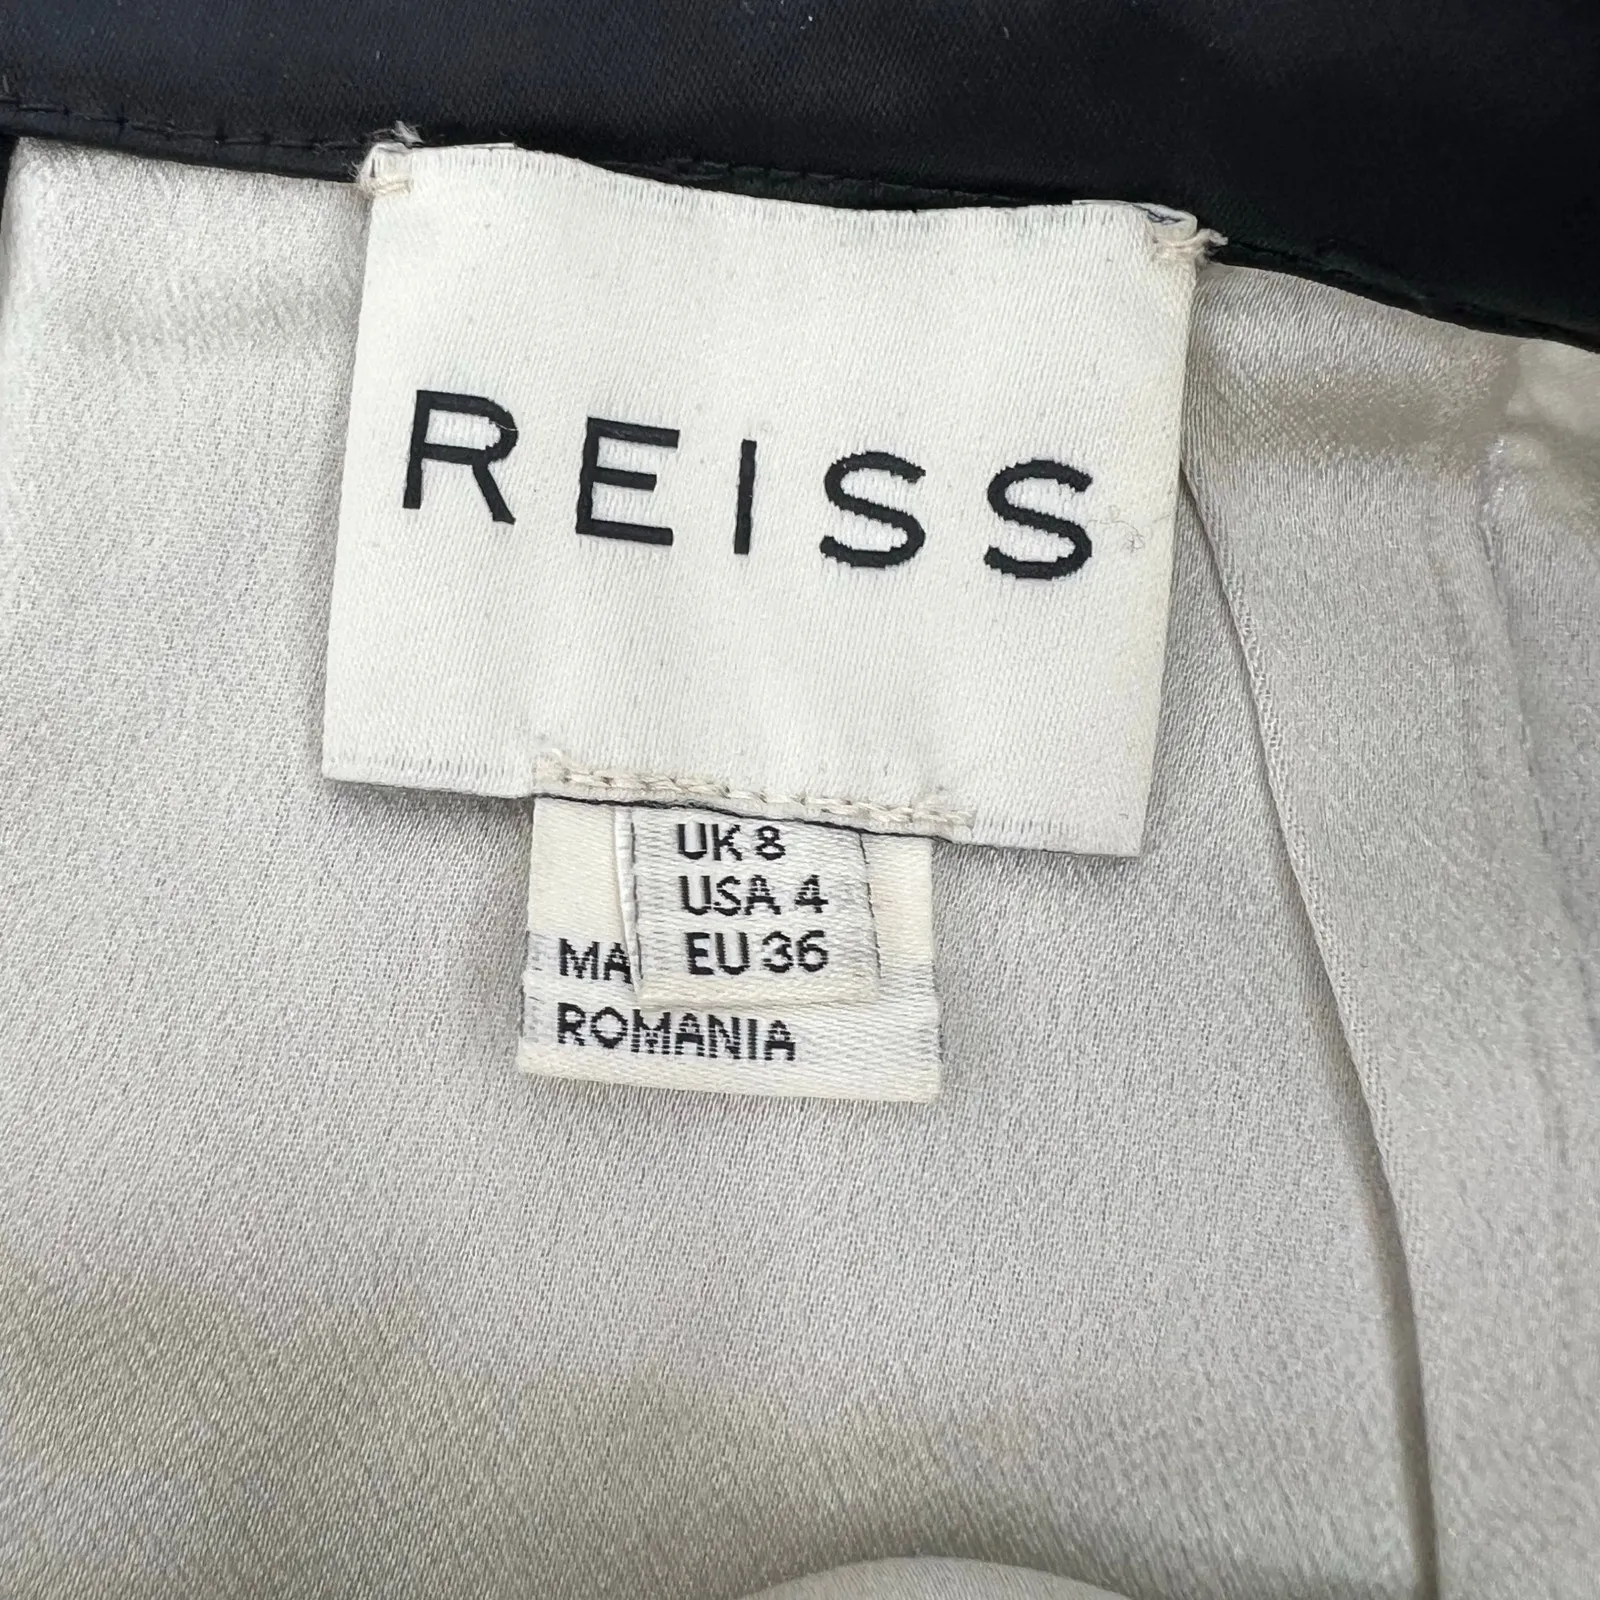 REISS
UK 8
USA 4
EU 36
MA
ROMANIA